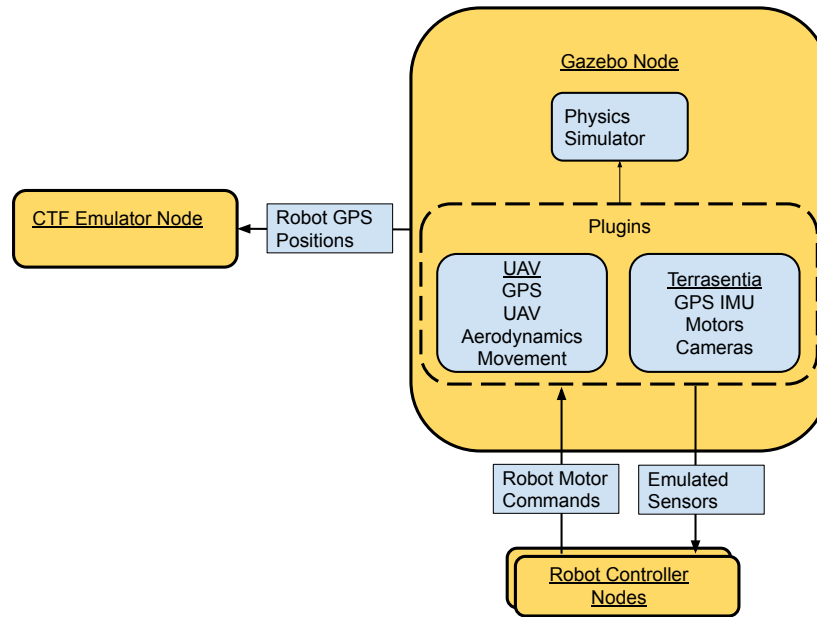 Gazebo Node
Physics
Simulator
CTF Emulator Node
Robot GPS
Positions
Plugins
UAV
GPS
UAV
Aerodynamics
Movement
Terrasentia
GPS IMU
Motors
Cameras
Robot Motor
Commands
Emulated
Sensors
Robot Controller
Nodes